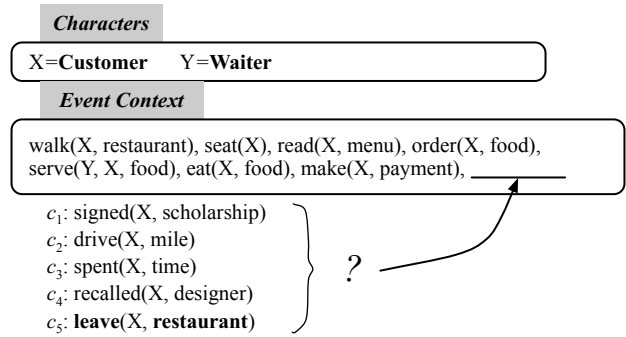 Characters
X=Customer Y=Waiter
Event Context
walk(X, restaurant), seat(X), read(X, menu), order(X, food),
serve(Y, X, food), eat(X, food), make(X, payment), ________
c1: signed(X, scholarship)
c2: drive(X, mile)
c3: spent(X, time)
c4: recalled(X, designer)
c5: leave(X, restaurant)
?